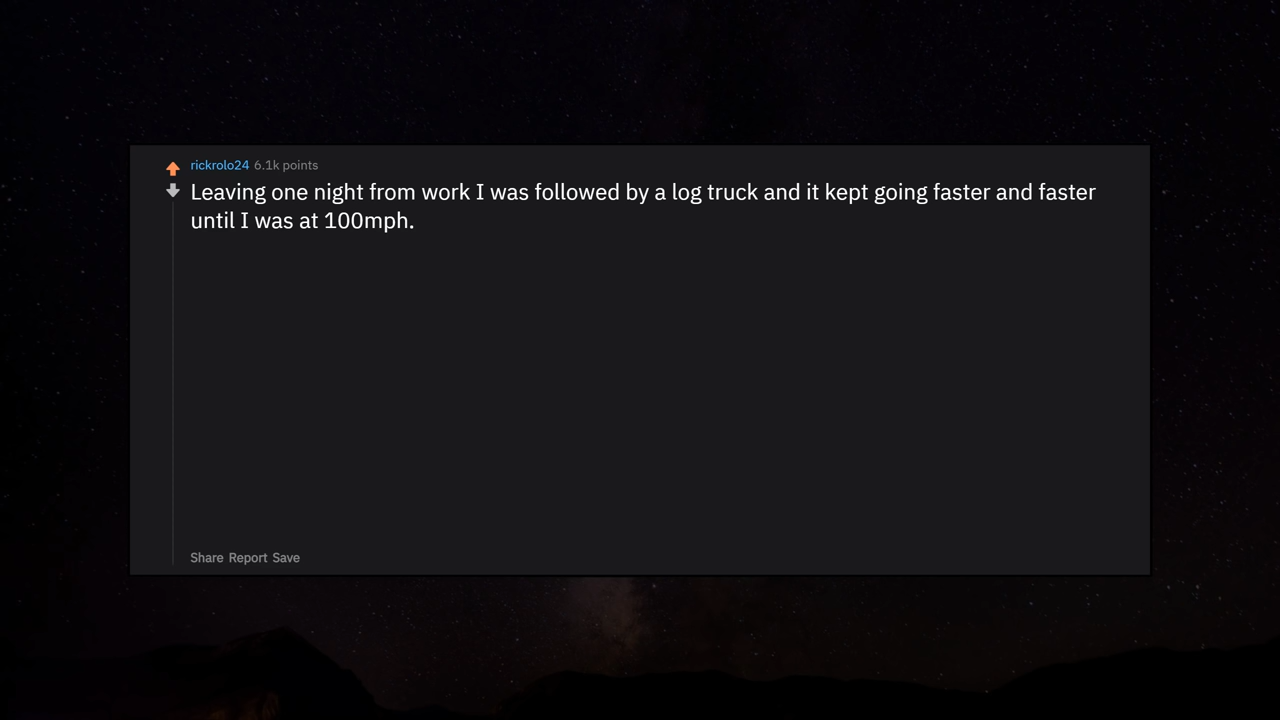 rickrolo24 6.1k points
Leaving one night from work I was followed by a log truck and it kept going faster and faster
until I was at 100mph.
Share Report Save